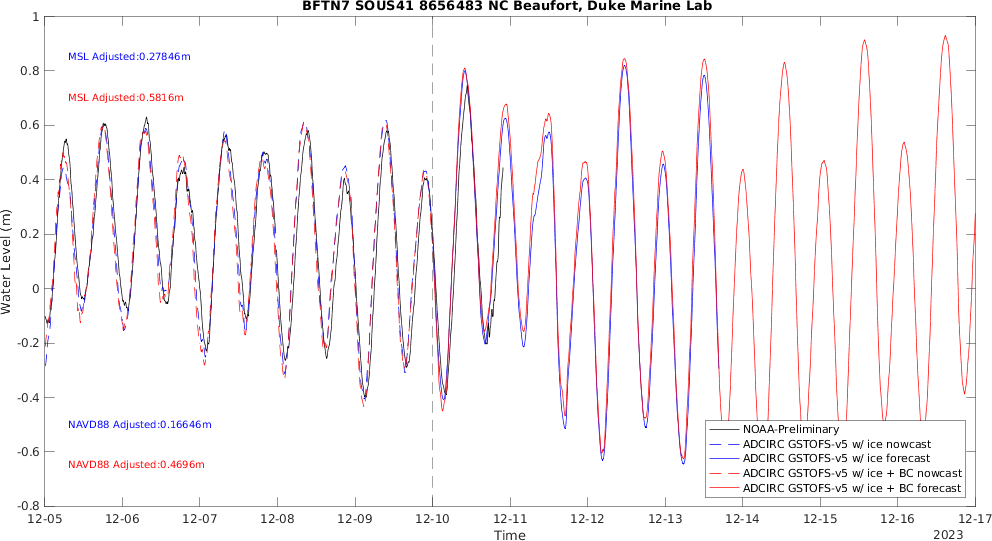 BFTN7 SOUS41 8656483 NC Beaufort, Duke Marine Lab
1
0.8
0.6
0.4
0.2
0
-0.2
-0.4
-0.6
-0.8
Water Level (m)
MSL Adjusted:0.27846m
MSL Adjusted:0.5816m
NAVD88 Adjusted:0.16646m
NAVD88 Adjusted:0.4696m
NOAA-Preliminary
ADCIRC GSTOFS-v5 w/ ice nowcast
ADCIRC GSTOFS-v5 w/ ice forecast
ADCIRC GSTOFS-v5 w/ ice + BC nowcast
ADCIRC GSTOFS-v5 w/ ice + BC forecast
12-05 12-06 12-07 12-08 12-09 12-10 12-11 12-12 12-13 12-14 12-15 12-16 12-17
Time
2023